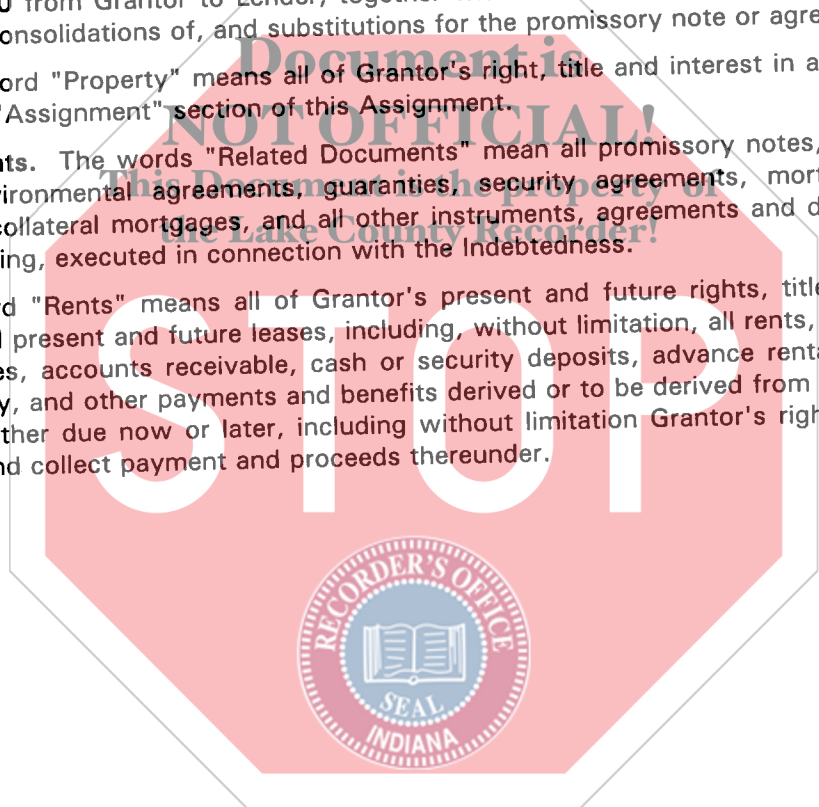 from Grantor to Lender, together
onsolidations of, and substitutions for the promissory note or agre
Document is
ord "Property" means all of Grantor's right, title and interest in a
"Assignment" section of this Assignment.
NOT OFFICIAL!
nts. The words "Related Documents" mean all promissory notes,
vironmental agreements, guaranties, security agreements, mort
This Document is the property of
collateral mortgages, and all other instruments, agreements and d
the Lake County Recorder!
ing, executed in connection with the Indebtedness.
rd "Rents" means all of Grantor's present and future rights, title
present and future leases, including, without limitation, all rents,
es, accounts receivable, cash or security deposits, advance renta
y, and other payments and benefits derived or to be derived from
ther due now or later, including without limitation Grantor's righ
nd collect payment and proceeds thereunder.
STOP
RECORDER'S OFFICE
SEAL
INDIANA